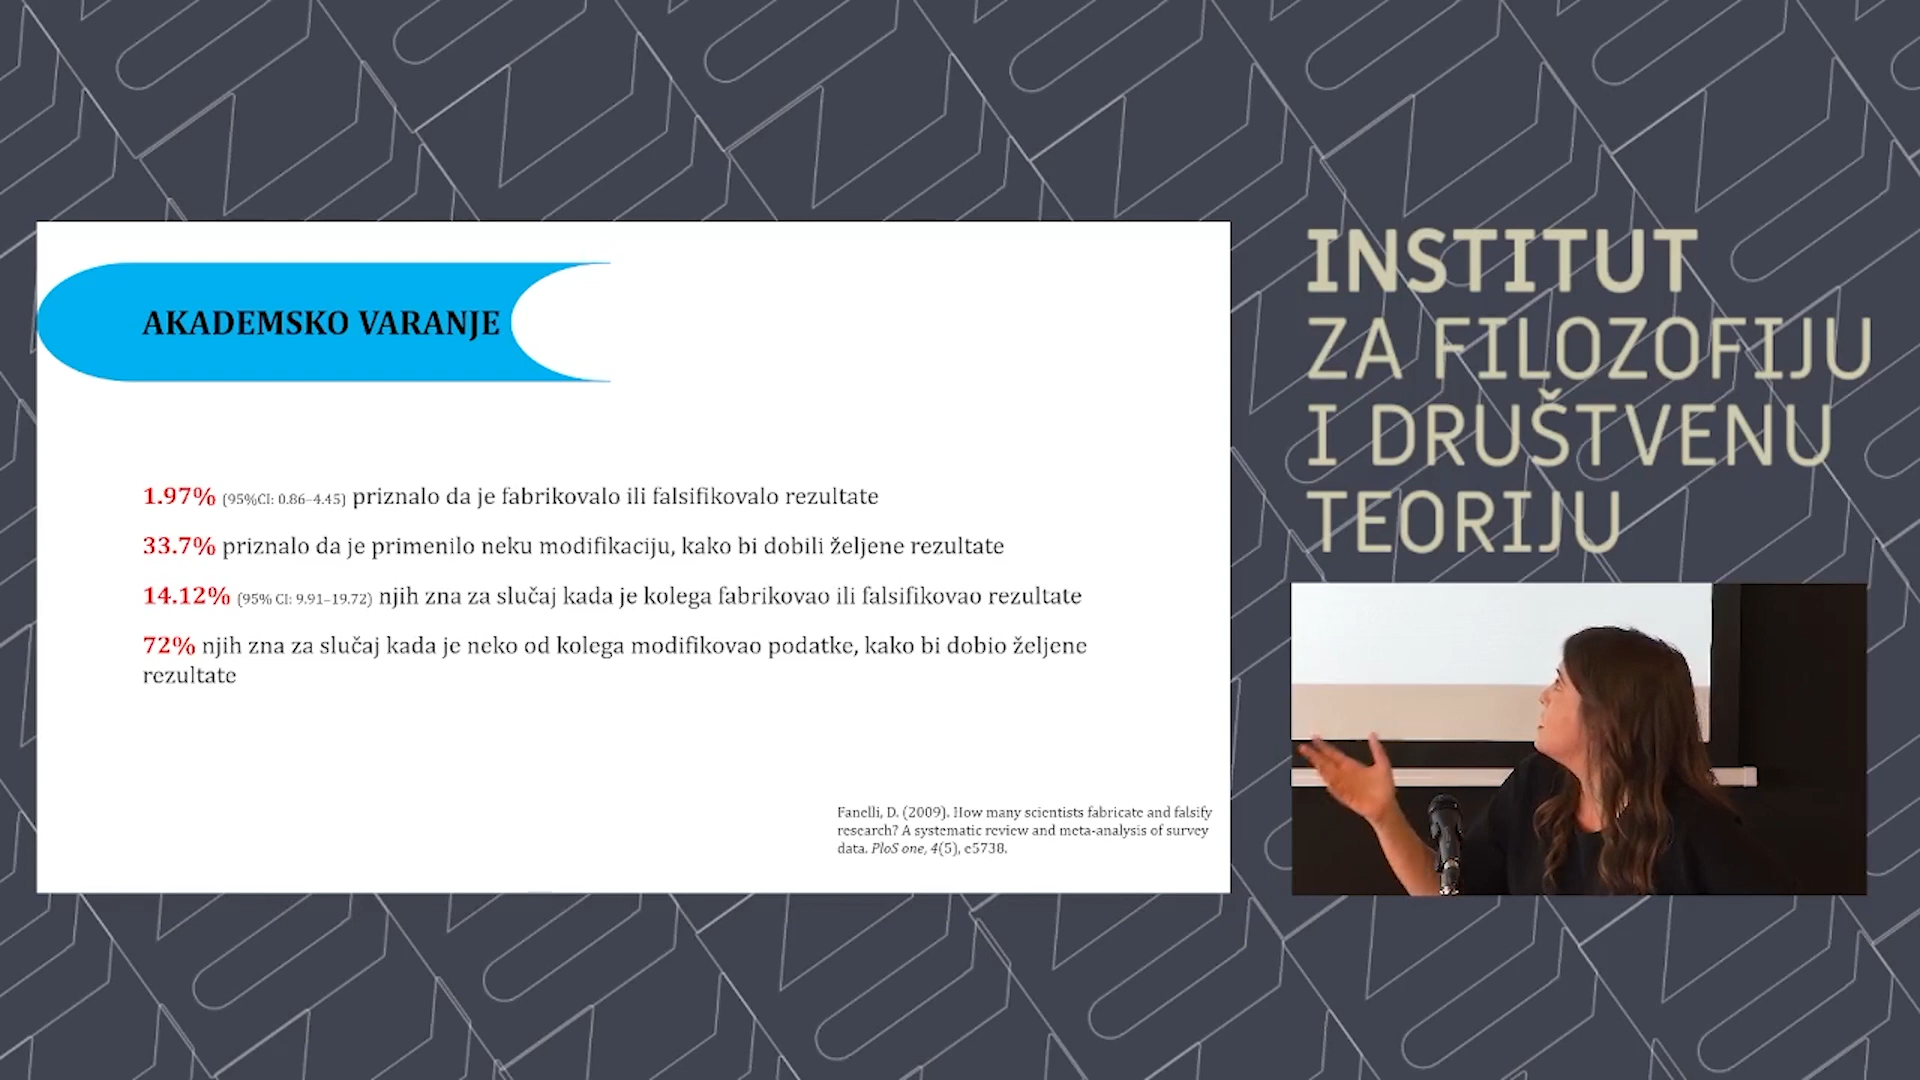 AKADEMSKO VARANJE
1.97% (95%CI: 0.86–4.45) priznalo da je fabrikovalo ili falsifikovalo rezultate
33.7% priznalo da je primenilo neku modifikaciju, kako bi dobili željene rezultate
14.12% (95% CI: 9.91–19.72) njih zna za slučaj kada je kolega fabrikovao ili falsifikovao rezultate
72% njih zna za slučaj kada je neko od kolega modifikovao podatke, kako bi dobio željene
rezultate
Fanelli, D. (2009). How many scientists fabricate and falsify
research? A systematic review and meta-analysis of survey
data. PloS one, 4(5), e5738.
INSTITUT
ZA FILOZOFIJU
I DRUŠTVENU
TEORIJU